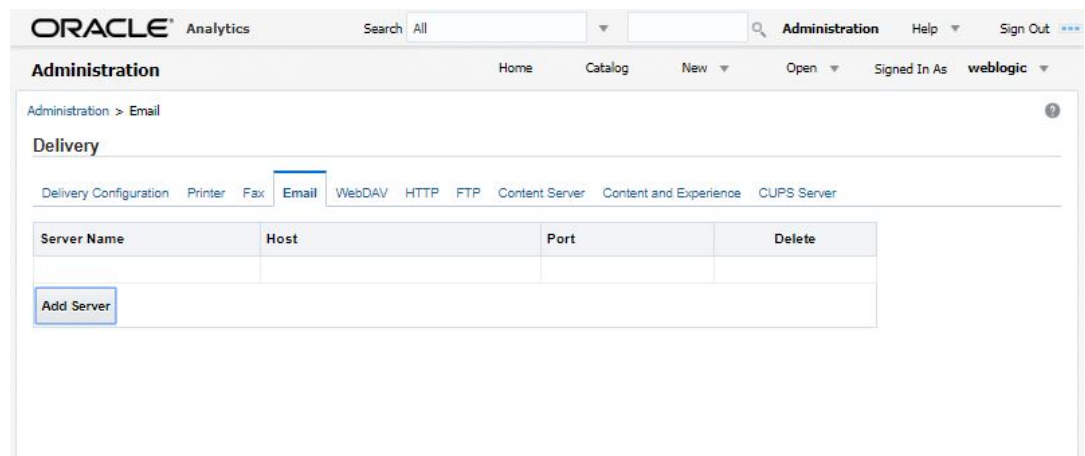 ORACLE Analytics Search All Administration Help Sign Out
Administration Home Catalog New Open Signed In As weblogic
Administration > Email
Delivery
Delivery Configuration Printer Fax Email WebDAV HTTP FTP Content Server Content and Experience CUPS Server
Server Name Host Port Delete
Add Server